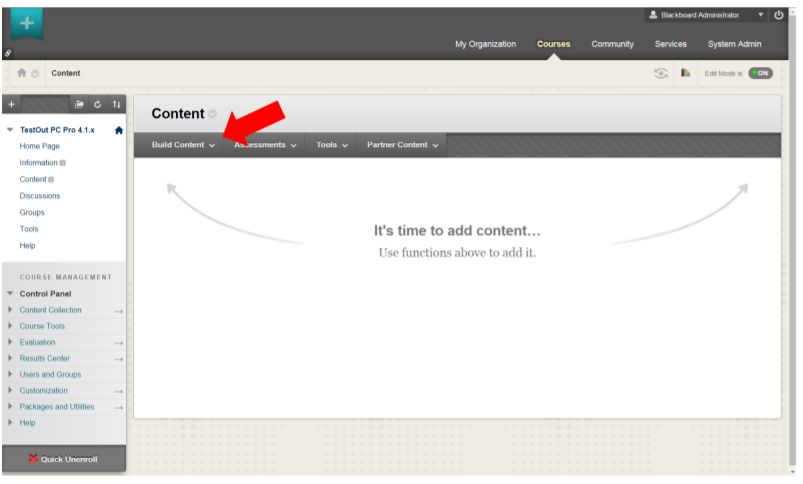 Blackboard Administrator
My Organization Courses Community Services System Admin
Content
Edit Mode is: ON
TestOut PC Pro 4.1.x
Home Page
Information
Content
Discussions
Groups
Tools
Help
COURSE MANAGEMENT
Control Panel
Content Collection
Course Tools
Evaluation
Results Center
Users and Groups
Customization
Packages and Utilities
Help
Quick Unenroll
Content
Build Content Assessments Tools Partner Content
It's time to add content...
Use functions above to add it.